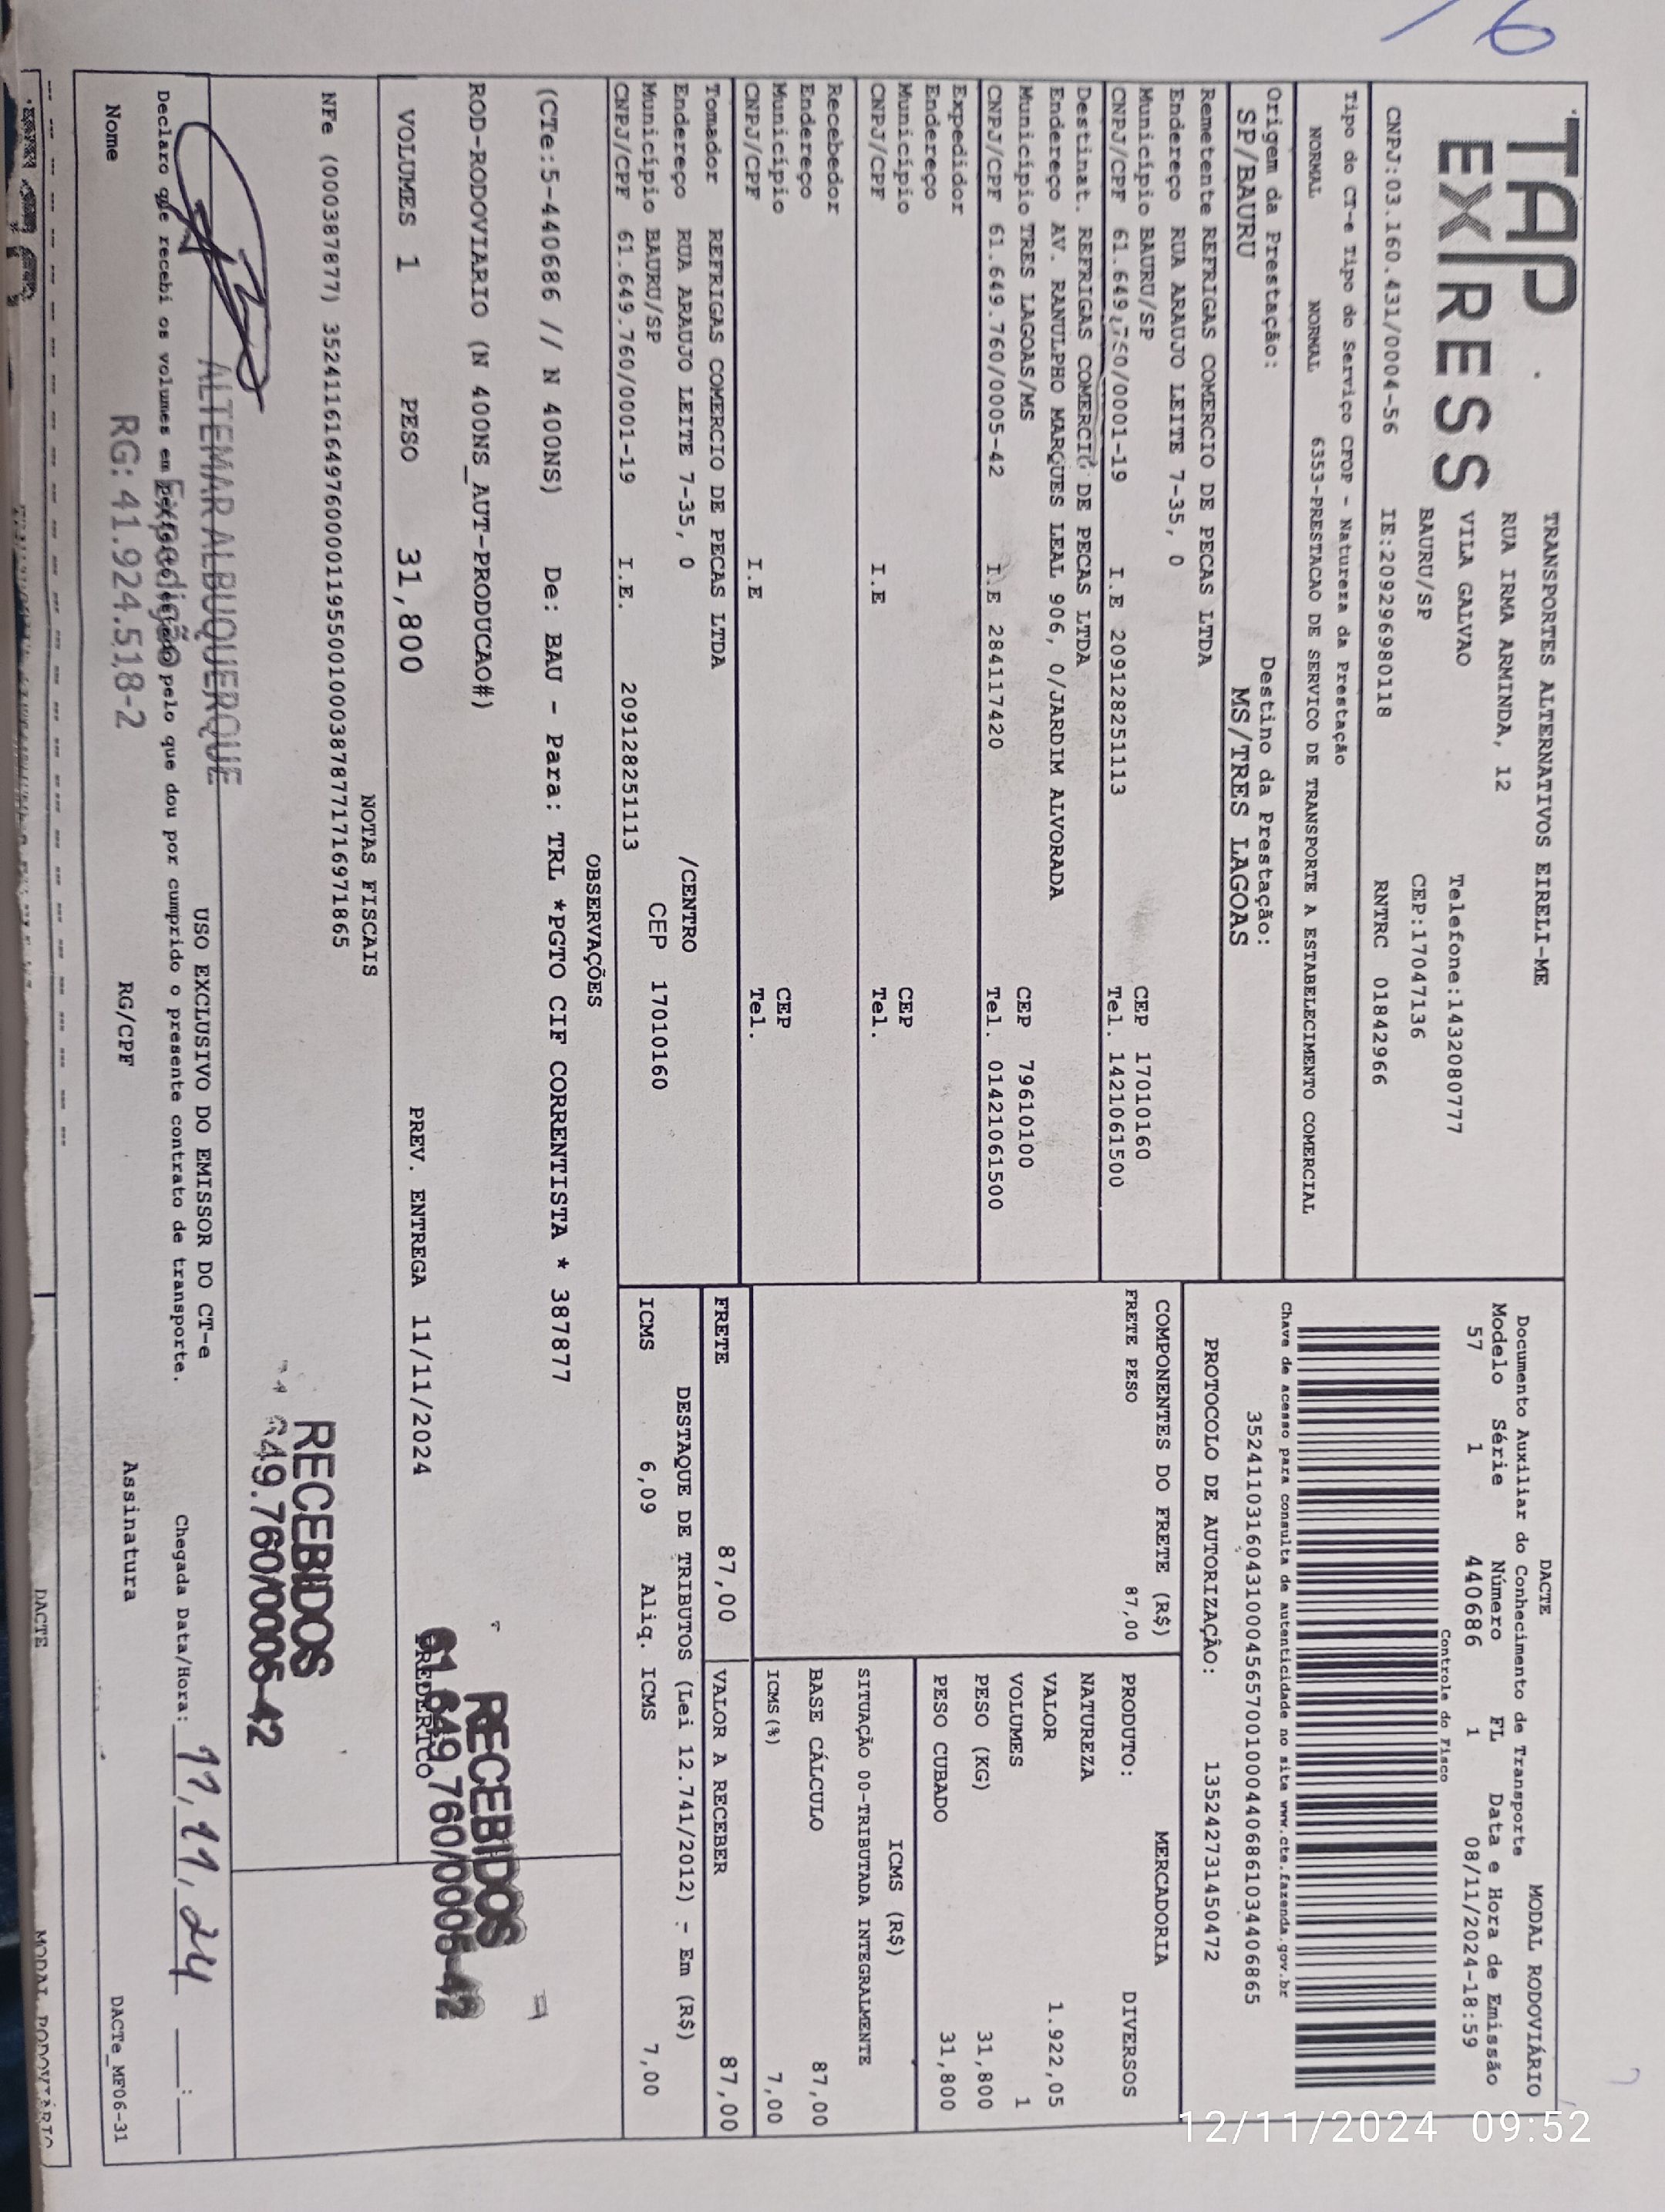 16
TAP
EXPRESS
TRANSPORTES ALTERNATIVOS EIRELI-ME
RUA IRMA ARMINDA, 12
VILA GALVAO Telefone:1432080777
BAURU/SP CEP:17047136
CNPJ:03.160.431/0004-56 IE:209296980118 RNTRC 01842966
Tipo do CT-e Tipo do Serviço CFOP - Natureza da Prestação
NORMAL NORMAL 6353-PRESTACAO DE SERVICO DE TRANSPORTE A ESTABELECIMENTO COMERCIAL
Origem da Prestação: Destino da Prestação:
SP/BAURU MS/TRES LAGOAS
Remetente REFRIGAS COMERCIO DE PECAS LTDA
Endereço RUA ARAUJO LEITE 7-35, 0
Município BAURU/SP CEP 17010160
CNPJ/CPF 61.649.760/0001-19 I.E 209128251113 Tel. 1421061500
Destinat. REFRIGAS COMERCIO DE PECAS LTDA
Endereço AV. RANULPHO MARQUES LEAL 906, 0/JARDIM ALVORADA
Município TRES LAGOAS/MS CEP 79610100
CNPJ/CPF 61.649.760/0005-42 I.E 284117420 Tel. 01421061500
Expedidor
Endereço
Município CEP
CNPJ/CPF I.E Tel.
Recebedor
Endereço
Município CEP
CNPJ/CPF I.E Tel.
Tomador REFRIGAS COMERCIO DE PECAS LTDA
Endereço RUA ARAUJO LEITE 7-35, 0 /CENTRO
Município BAURU/SP CEP 17010160
CNPJ/CPF 61.649.760/0001-19 I.E. 209128251113
DACTE MODAL RODOVIÁRIO
Documento Auxiliar do Conhecimento de Transporte
Modelo Série Número FL Data e Hora de Emissão
57 1 440686 1 08/11/2024-18:59
Controle do Fisco
Chave de acesso para consulta de autenticidade no site www.cte.fazenda.gov.br
35241103160431000456570010004406861034406865
PROTOCOLO DE AUTORIZAÇÃO: 135242731450472
COMPONENTES DO FRETE (R$)
FRETE PESO 87,00
MERCADORIA
PRODUTO: DIVERSOS
NATUREZA
VALOR 1.922,05
VOLUMES 1
PESO (KG) 31,800
PESO CUBADO 31,800
ICMS (R$)
SITUAÇÃO 00-TRIBUTADA INTEGRALMENTE
BASE CÁLCULO 87,00
ICMS(%) 7,00
FRETE 87,00 VALOR A RECEBER 87,00
DESTAQUE DE TRIBUTOS (Lei 12.741/2012) - Em (R$)
ICMS 6,09 Aliq. ICMS 7,00
OBSERVAÇÕES
(CTe:5-440686 // N 400NS) De: BAU - Para: TRL *PGTO CIF CORRENTISTA * 387877
ROD-RODOVIARIO (N 400NS_AUT-PRODUCAO#)
VOLUMES 1 PESO 31,800 PREV. ENTREGA 11/11/2024 FREDERICO
RECEBIDOS
61.649.760/0005-42
NOTAS FISCAIS
NFe (000387877) 35241161649760000119550010003878771716971865
RECEBIDOS
649.760/0005-42
ALTEMAR ALBUQUERQUE
Expedição
RG: 41.924.518-2
USO EXCLUSIVO DO EMISSOR DO CT-e
Declaro que recebi os volumes em perfeito estado pelo que dou por cumprido o presente contrato de transporte.
Chegada Data/Hora: 11,11,24 __:__
Nome RG/CPF Assinatura DACTe_MF06-31
DACTE MODAL RODOVIÁRIO
12/11/2024 09:52